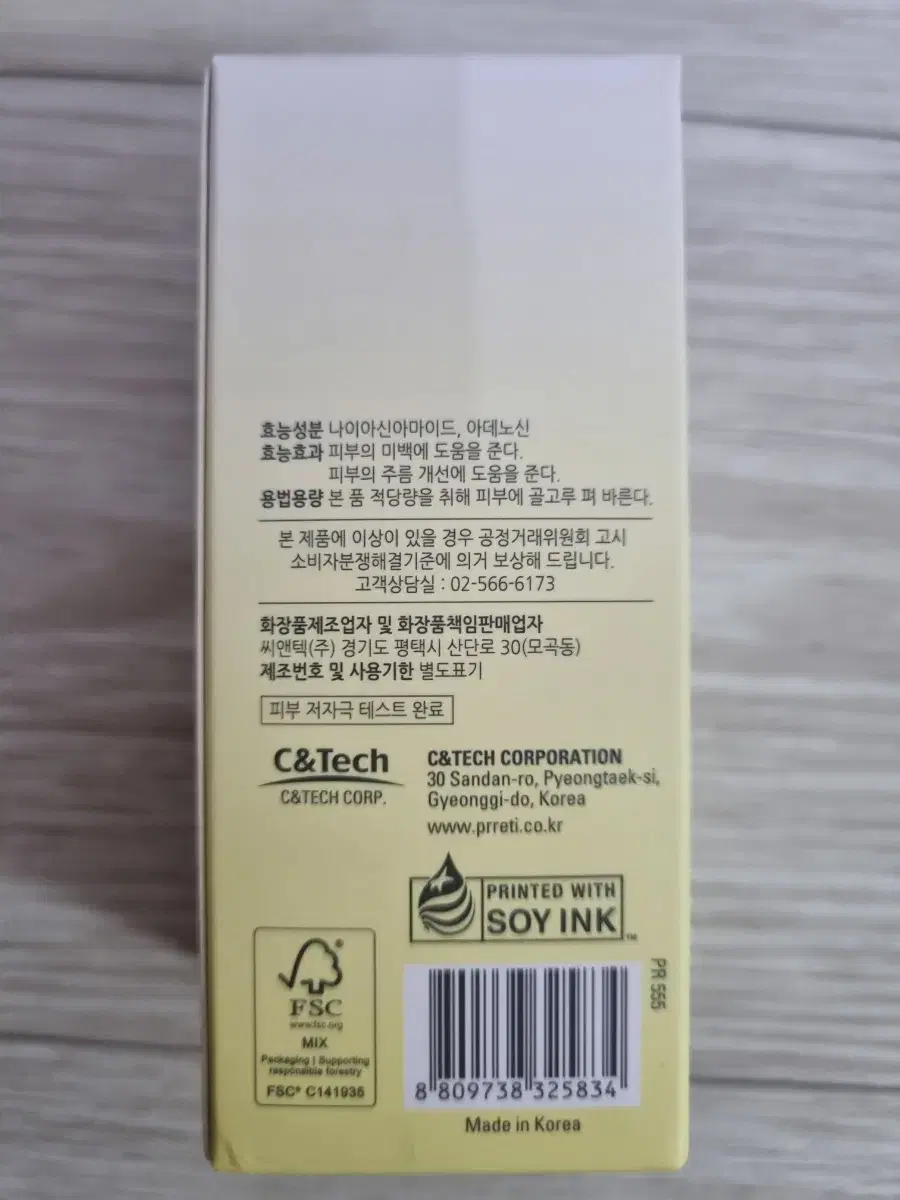 효능성분 나이아신아마이드, 아데노신
효능효과 피부의 미백에 도움을 준다.
피부의 주름 개선에 도움을 준다.
용법용량 본 품 적당량을 취해 피부에 골고루 펴 바른다.
본 제품에 이상이 있을 경우 공정거래위원회 고시
소비자분쟁해결기준에 의거 보상해 드립니다.
고객상담실 : 02-566-6173
화장품제조업자 및 화장품책임판매업자
씨앤텍(주) 경기도 평택시 산단로 30(모곡동)
제조번호 및 사용기한 별도표기
피부 저자극 테스트 완료
C&Tech
C&TECH CORP.
C&TECH CORPORATION
30 Sandan-ro, Pyeongtaek-si,
Gyeonggi-do, Korea
www.prreti.co.kr
PRINTED WITH
SOY INK™
FSC®
www.fsc.org
MIX
Packaging | Supporting
responsible forestry
FSC® C141935
PR 555
8 809738 325834
Made in Korea